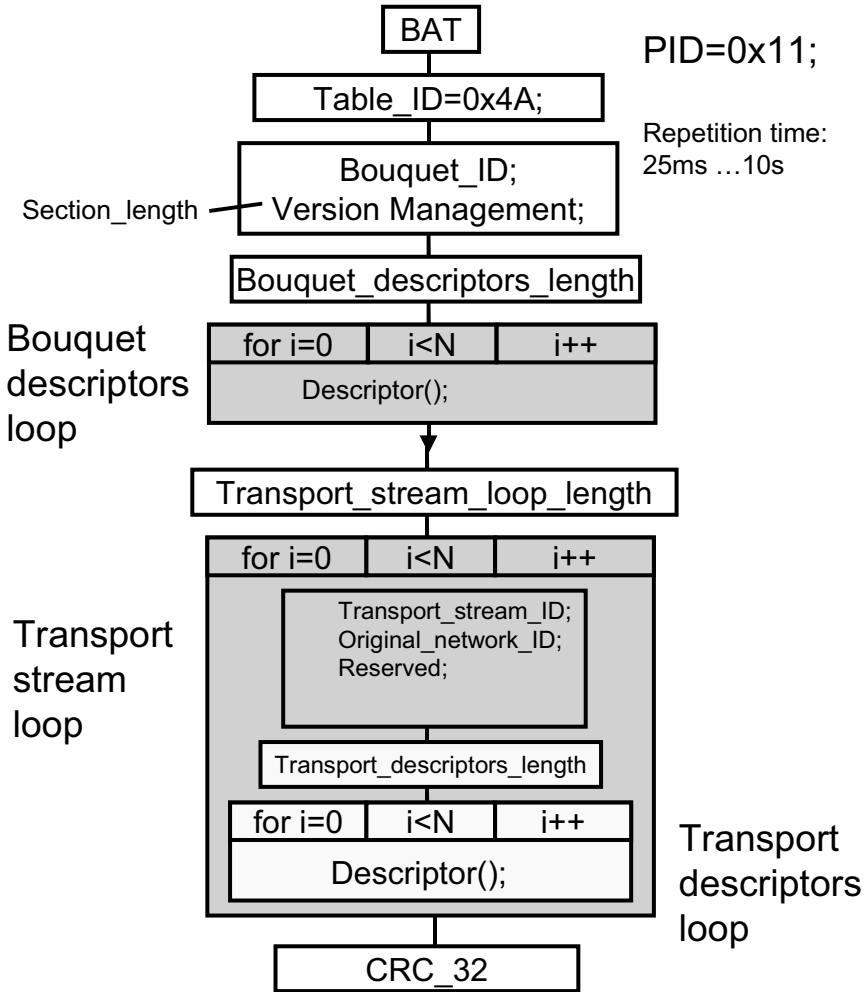 BAT
PID=0x11;
Table_ID=0x4A;
Repetition time:
25ms …10s
Bouquet_ID;
Section_length
Version Management;
Bouquet_descriptors_length
Bouquet
descriptors
loop
for i=0 i<N i++
Descriptor();
Transport_stream_loop_length
for i=0 i<N i++
Transport
stream
loop
Transport_stream_ID;
Original_network_ID;
Reserved;
Transport_descriptors_length
for i=0 i<N i++
Descriptor();
Transport
descriptors
loop
CRC_32